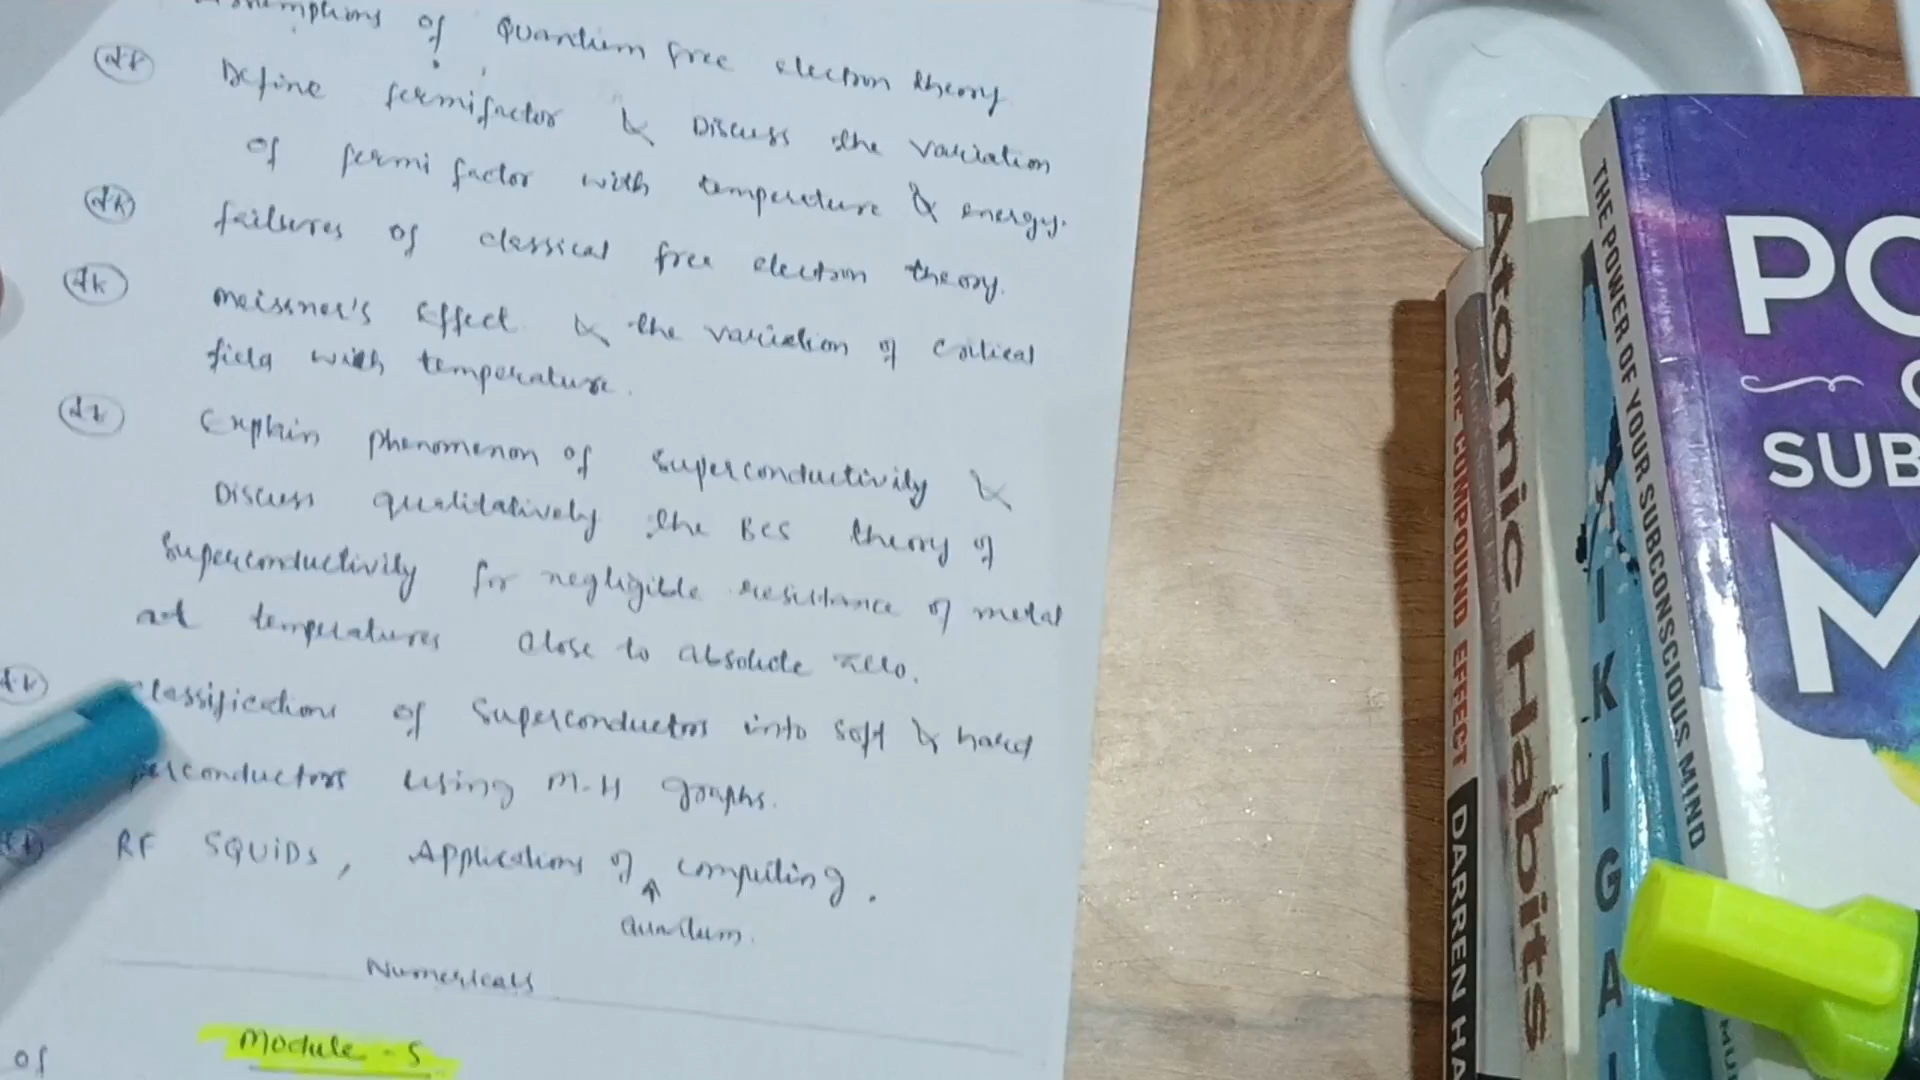 of Quantum free electron theory
Define fermifactor & Discuss the variation
of fermi factor with temperature & energy.
failures of classical free electron theory.
meissner's Effect & the variation of Critical
field with temperature.
Explain phenomenon of Superconductivity &
Discuss qualitatively the BCS theory of
Superconductivity for negligible resistance of metal
at temperatures close to absolute zero.
classifications of Superconductors into soft & hard
perconductors using M-H graphs.
RF SQUIDs, Applications of computing.
Quantum.
Numericals
Module - 5
of
THE COMPOUND EFFECT DARREN HA
Atomic Habits
IKIGAI
THE POWER OF YOUR SUBCONSCIOUS MIND
PO
SUB
M